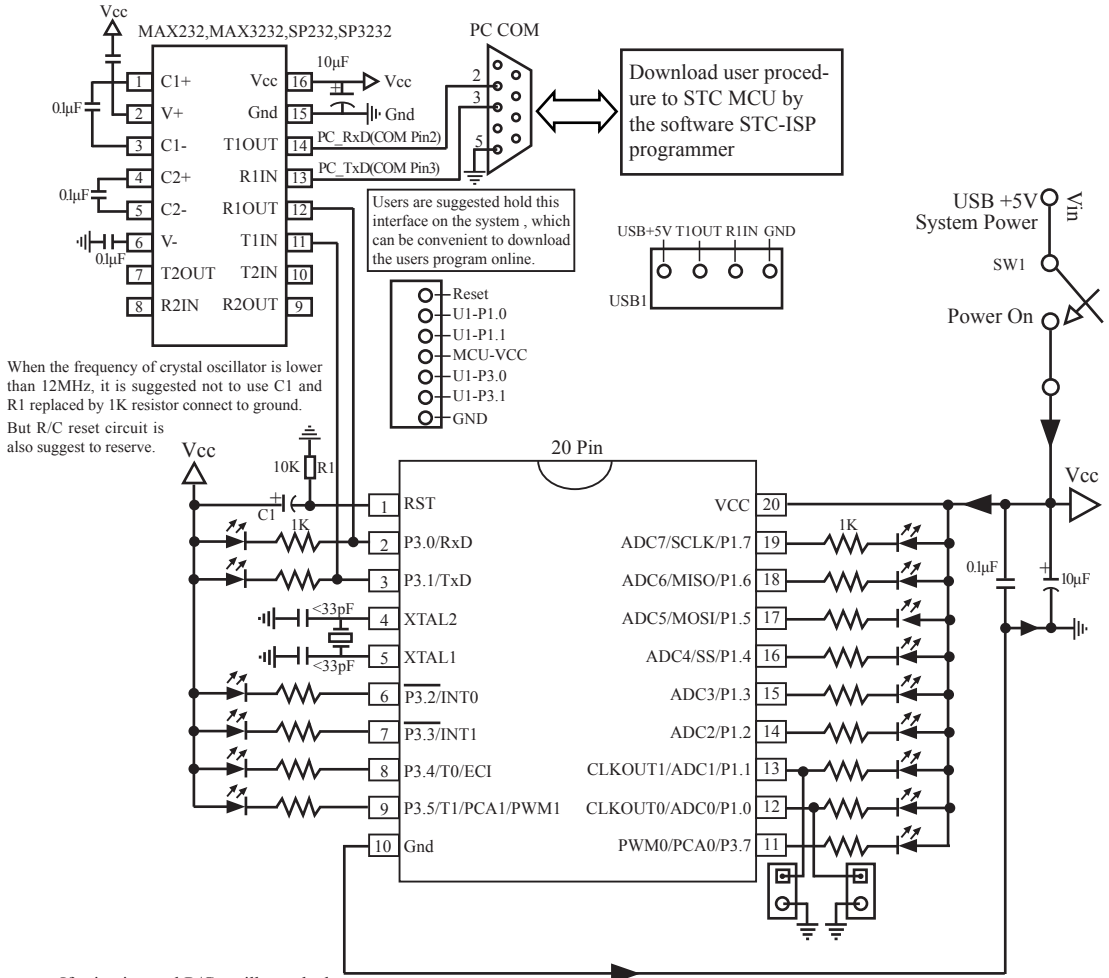 Vcc
MAX232,MAX3232,SP232,SP3232
PC COM
1 C1+ Vcc 16
10μF
Vcc
0.1μF
2 V+ Gnd 15
Gnd
3 C1- T1OUT 14
PC_RxD(COM Pin2)
4 C2+ R1IN 13
PC_TxD(COM Pin3)
0.1μF
5 C2- R1OUT 12
6 V- T1IN 11
0.1μF
7 T2OUT T2IN 10
8 R2IN R2OUT 9
2
3
5
Download user proced-
ure to STC MCU by
the software STC-ISP
programmer
Users are suggested hold this
interface on the system , which
can be convenient to download
the users program online.
USB+5V T1OUT R1IN GND
USB1
USB +5V
System Power
Vin
SW1
Power On
Reset
U1-P1.0
U1-P1.1
MCU-VCC
U1-P3.0
U1-P3.1
GND
When the frequency of crystal oscillator is lower
than 12MHz, it is suggested not to use C1 and
R1 replaced by 1K resistor connect to ground.
But R/C reset circuit is
also suggest to reserve.
Vcc
10K R1
C1
1K
20 Pin
1 RST
2 P3.0/RxD
3 P3.1/TxD
<33pF
4 XTAL2
5 XTAL1
<33pF
6 P3.2/INT0
7 P3.3/INT1
8 P3.4/T0/ECI
9 P3.5/T1/PCA1/PWM1
10 Gnd
VCC 20
ADC7/SCLK/P1.7 19
1K
ADC6/MISO/P1.6 18
ADC5/MOSI/P1.5 17
ADC4/SS/P1.4 16
ADC3/P1.3 15
ADC2/P1.2 14
CLKOUT1/ADC1/P1.1 13
CLKOUT0/ADC0/P1.0 12
PWM0/PCA0/P3.7 11
Vcc
0.1μF
10μF